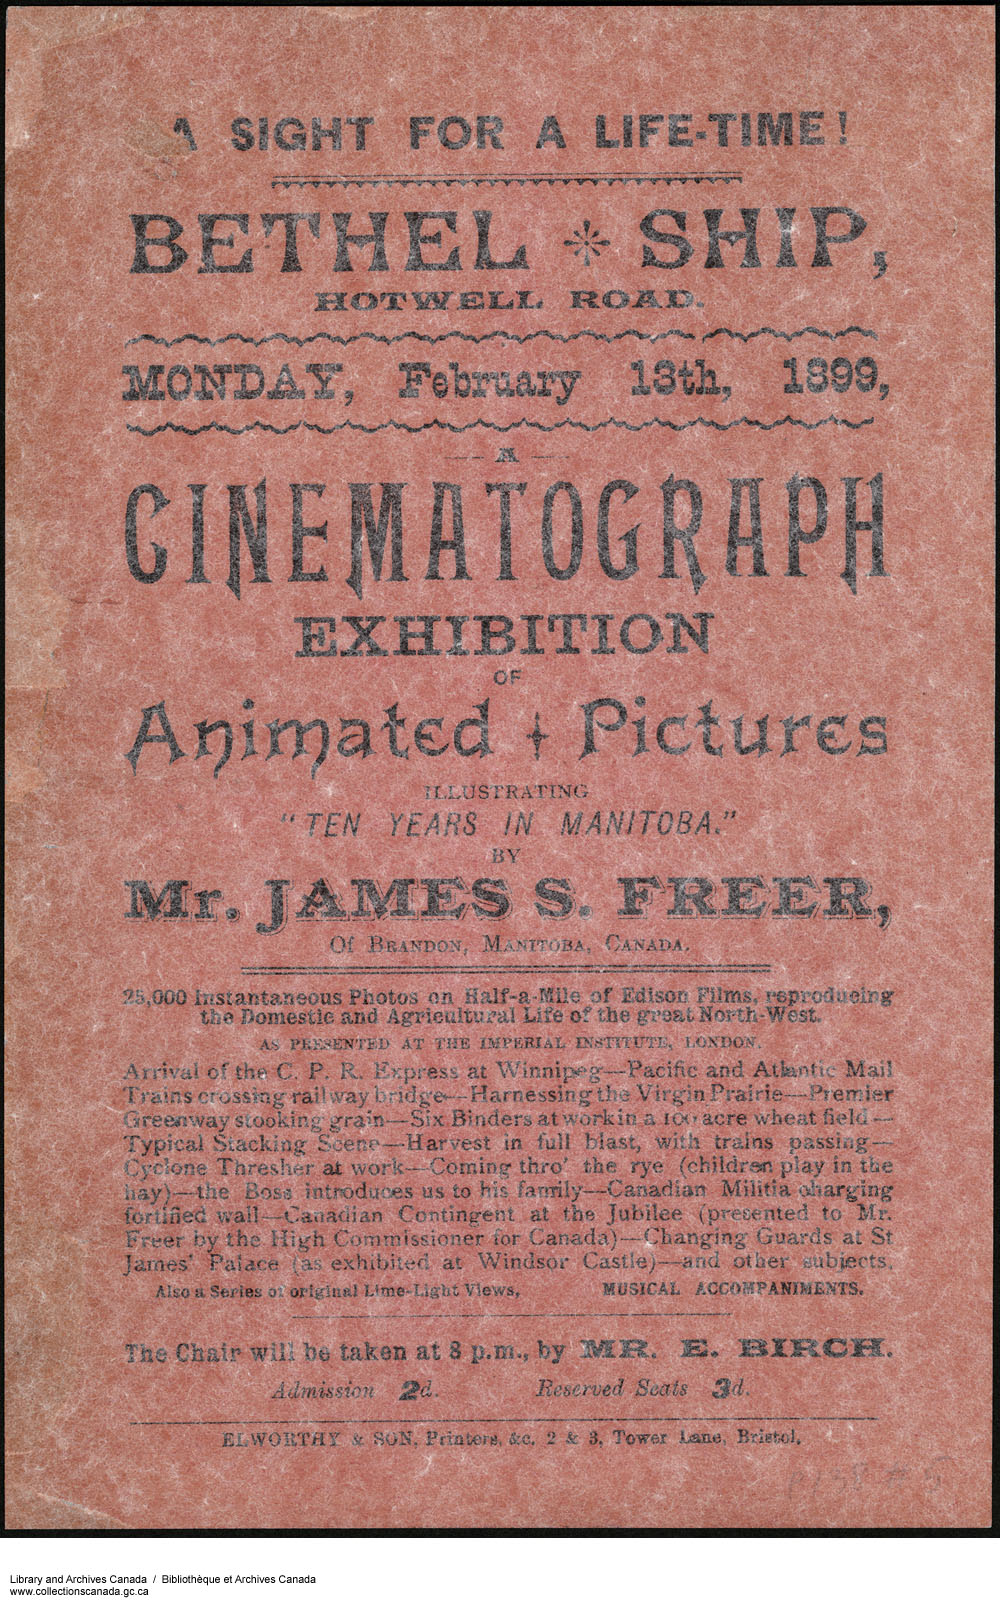 A SIGHT FOR A LIFE-TIME!
BETHEL SHIP,
HOTWELL ROAD.
MONDAY, February 13th, 1899,
A
CINEMATOGRAPH
EXHIBITION
OF
Animated Pictures
ILLUSTRATING
"TEN YEARS IN MANITOBA."
BY
Mr. JAMES S. FREER,
Of BRANDON, MANITOBA, CANADA.
25,000 Instantaneous Photos on Half-a-Mile of Edison Films, reproducing
the Domestic and Agricultural Life of the great North-West.
AS PRESENTED AT THE IMPERIAL INSTITUTE, LONDON.
Arrival of the C. P. R. Express at Winnipeg—Pacific and Atlantic Mail
Trains crossing railway bridge—Harnessing the Virgin Prairie—Premier
Greenway stooking grain—Six Binders at work in a 100 acre wheat field—
Typical Stacking Scene—Harvest in full blast, with trains passing—
Cyclone Thresher at work—Coming thro' the rye (children play in the
hay)—the Boss introduces us to his family—Canadian Militia charging
fortified wall—Canadian Contingent at the Jubilee (presented to Mr.
Freer by the High Commissioner for Canada)—Changing Guards at St
James' Palace (as exhibited at Windsor Castle)—and other subjects.
Also a Series of original Lime-Light Views, MUSICAL ACCOMPANIMENTS.
The Chair will be taken at 8 p.m., by MR. E. BIRCH.
Admission 2d. Reserved Seats 3d.
ELWORTHY & SON, Printers, &c. 2 & 3, Tower Lane, Bristol.
Library and Archives Canada / Bibliothèque et Archives Canada
www.collectionscanada.gc.ca